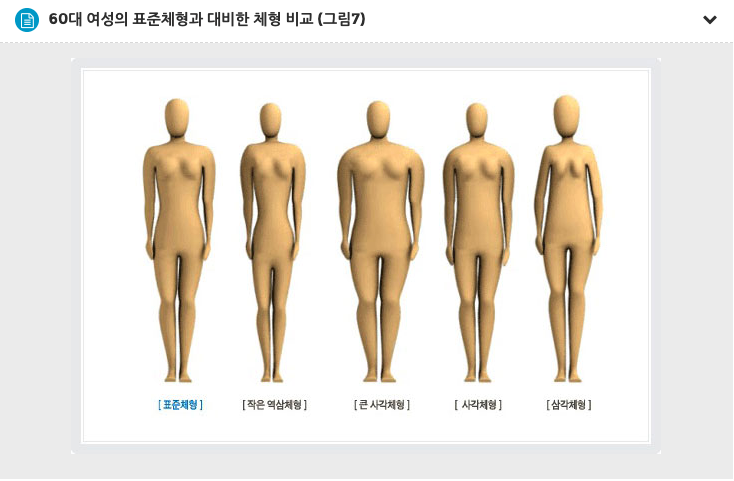 60대 여성의 표준체형과 대비한 체형 비교 (그림7)
[ 표준체형 ]
[ 작은 역삼체형 ]
[ 큰 사각체형 ]
[ 사각체형 ]
[ 삼각체형 ]